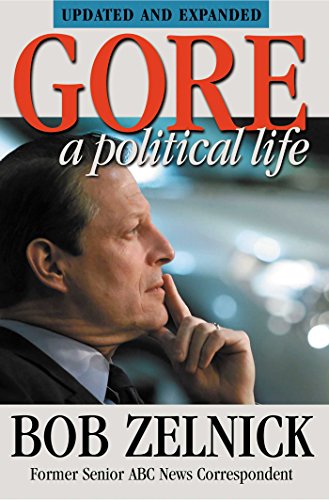 UPDATED AND EXPANDED
GORE
a political life
BOB ZELNICK
Former Senior ABC News Correspondent